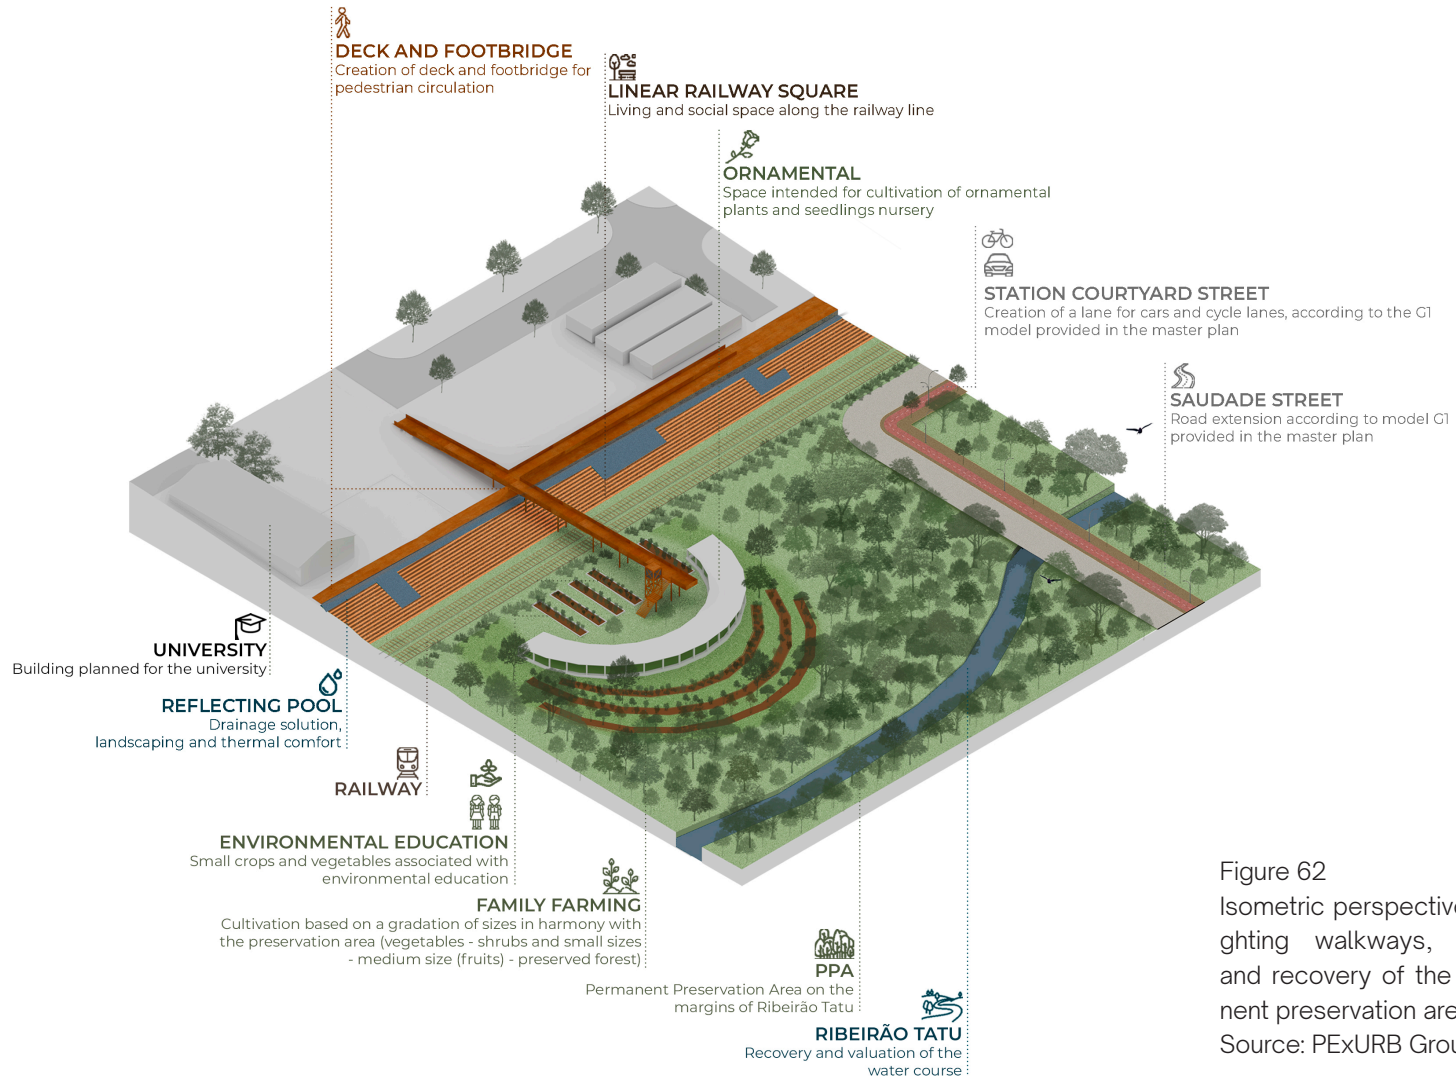 DECK AND FOOTBRIDGE
Creation of deck and footbridge for
pedestrian circulation
LINEAR RAILWAY SQUARE
Living and social space along the railway line
ORNAMENTAL
Space intended for cultivation of ornamental
plants and seedlings nursery
STATION COURTYARD STREET
Creation of a lane for cars and cycle lanes, according to the G1
model provided in the master plan
SAUDADE STREET
Road extension according to model G1
provided in the master plan
UNIVERSITY
Building planned for the university
REFLECTING POOL
Drainage solution,
landscaping and thermal comfort
RAILWAY
ENVIRONMENTAL EDUCATION
Small crops and vegetables associated with
environmental education
FAMILY FARMING
Cultivation based on a gradation of sizes in harmony with
the preservation area (vegetables - shrubs and small sizes
- medium size (fruits) - preserved forest)
PPA
Permanent Preservation Area on the
margins of Ribeirão Tatu
RIBEIRÃO TATU
Recovery and valuation of the
water course
Figure 62
Isometric perspective
ghting walkways,
and recovery of the
nent preservation are
Source: PExURB Grou